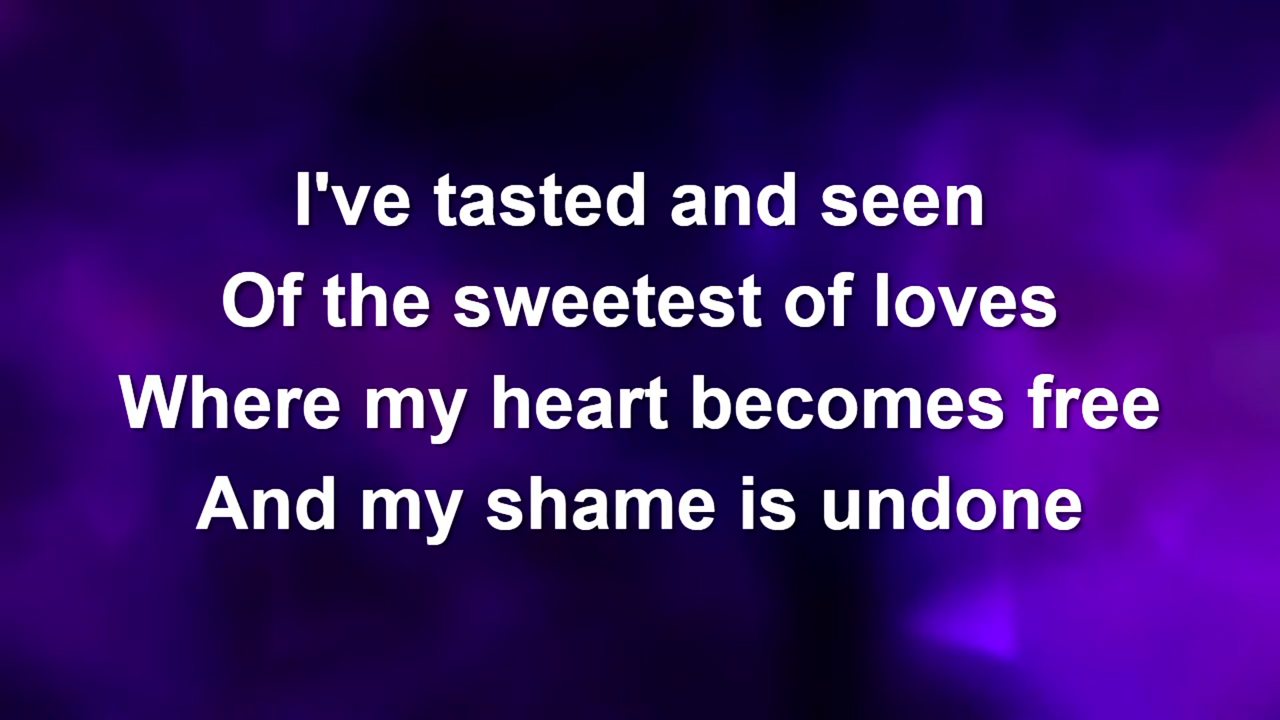 I've tasted and seen
Of the sweetest of loves
Where my heart becomes free
And my shame is undone